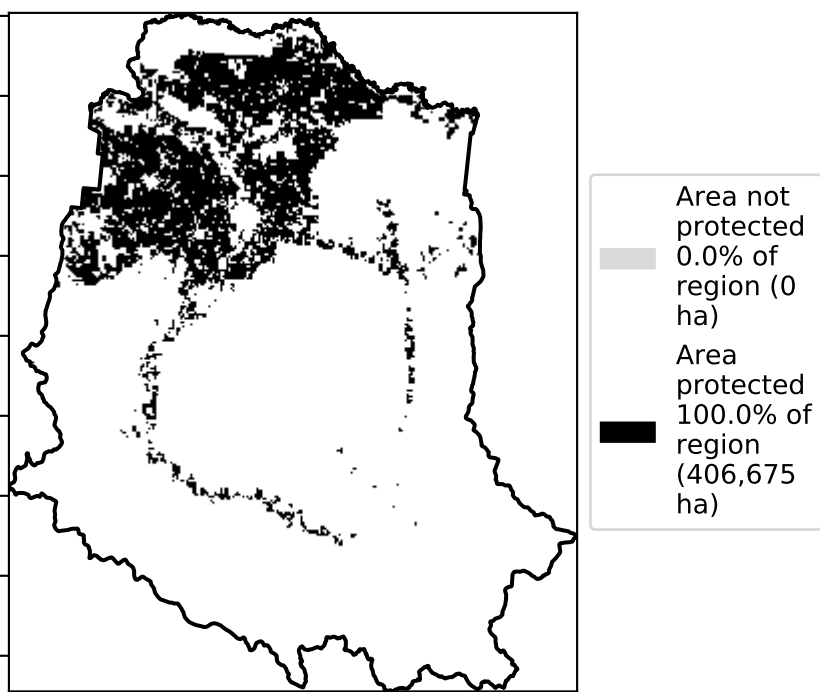 Area not
protected
0.0% of
region (0
ha)
Area
protected
100.0% of
region
(406,675
ha)